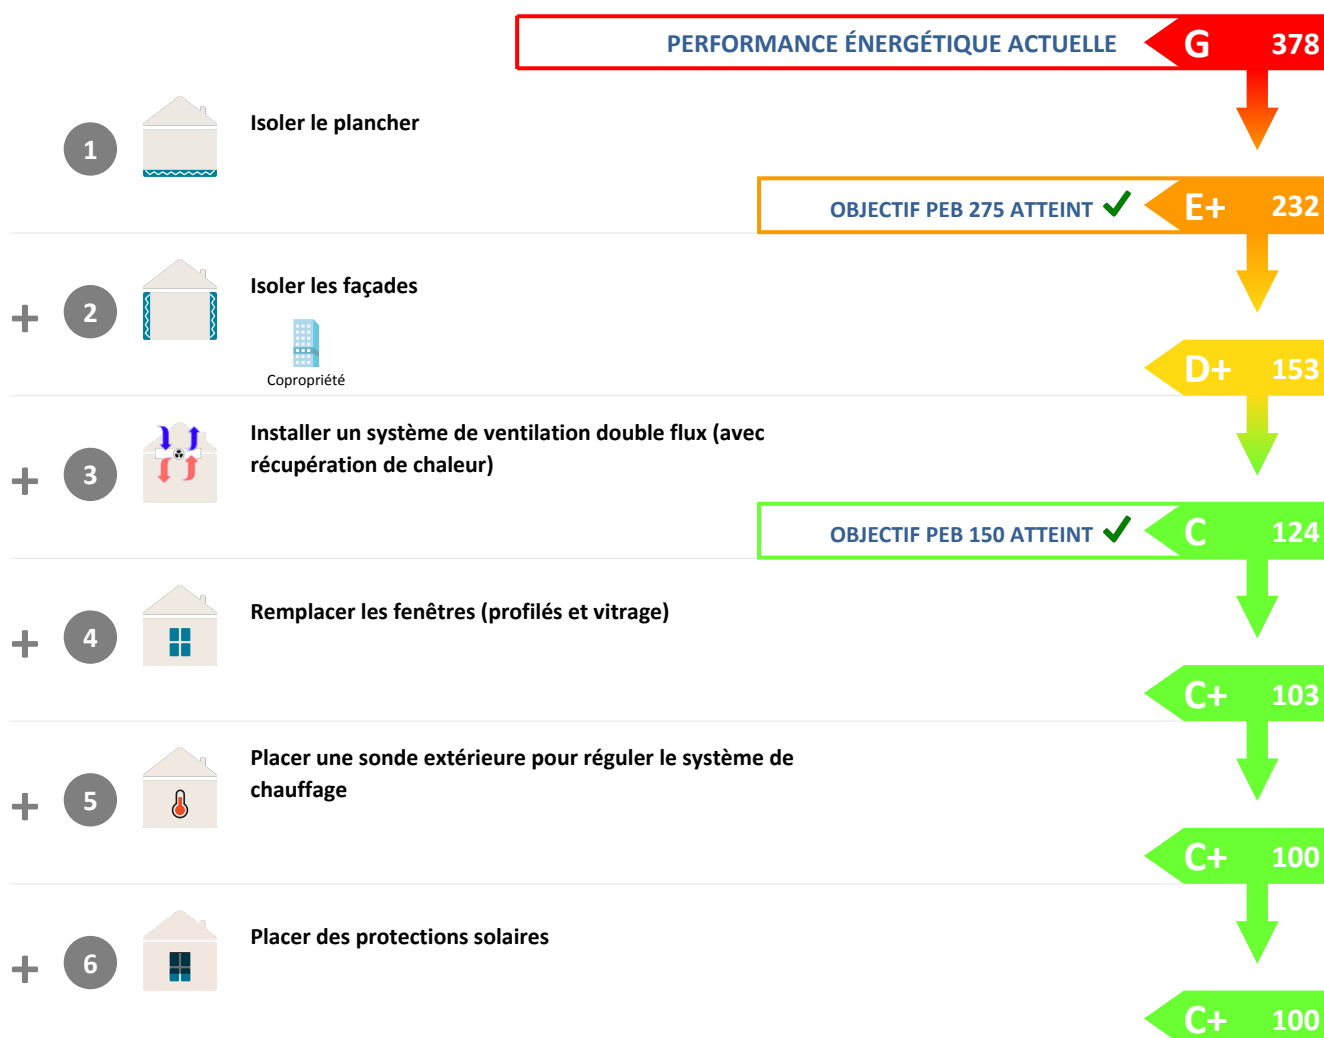 PERFORMANCE ÉNERGÉTIQUE ACTUELLE G 378
1 Isoler le plancher
OBJECTIF PEB 275 ATTEINT E+ 232
+ 2 Isoler les façades
Copropriété
D+ 153
+ 3 Installer un système de ventilation double flux (avec
récupération de chaleur)
OBJECTIF PEB 150 ATTEINT C 124
+ 4 Remplacer les fenêtres (profilés et vitrage)
C+ 103
+ 5 Placer une sonde extérieure pour réguler le système de
chauffage
C+ 100
+ 6 Placer des protections solaires
C+ 100